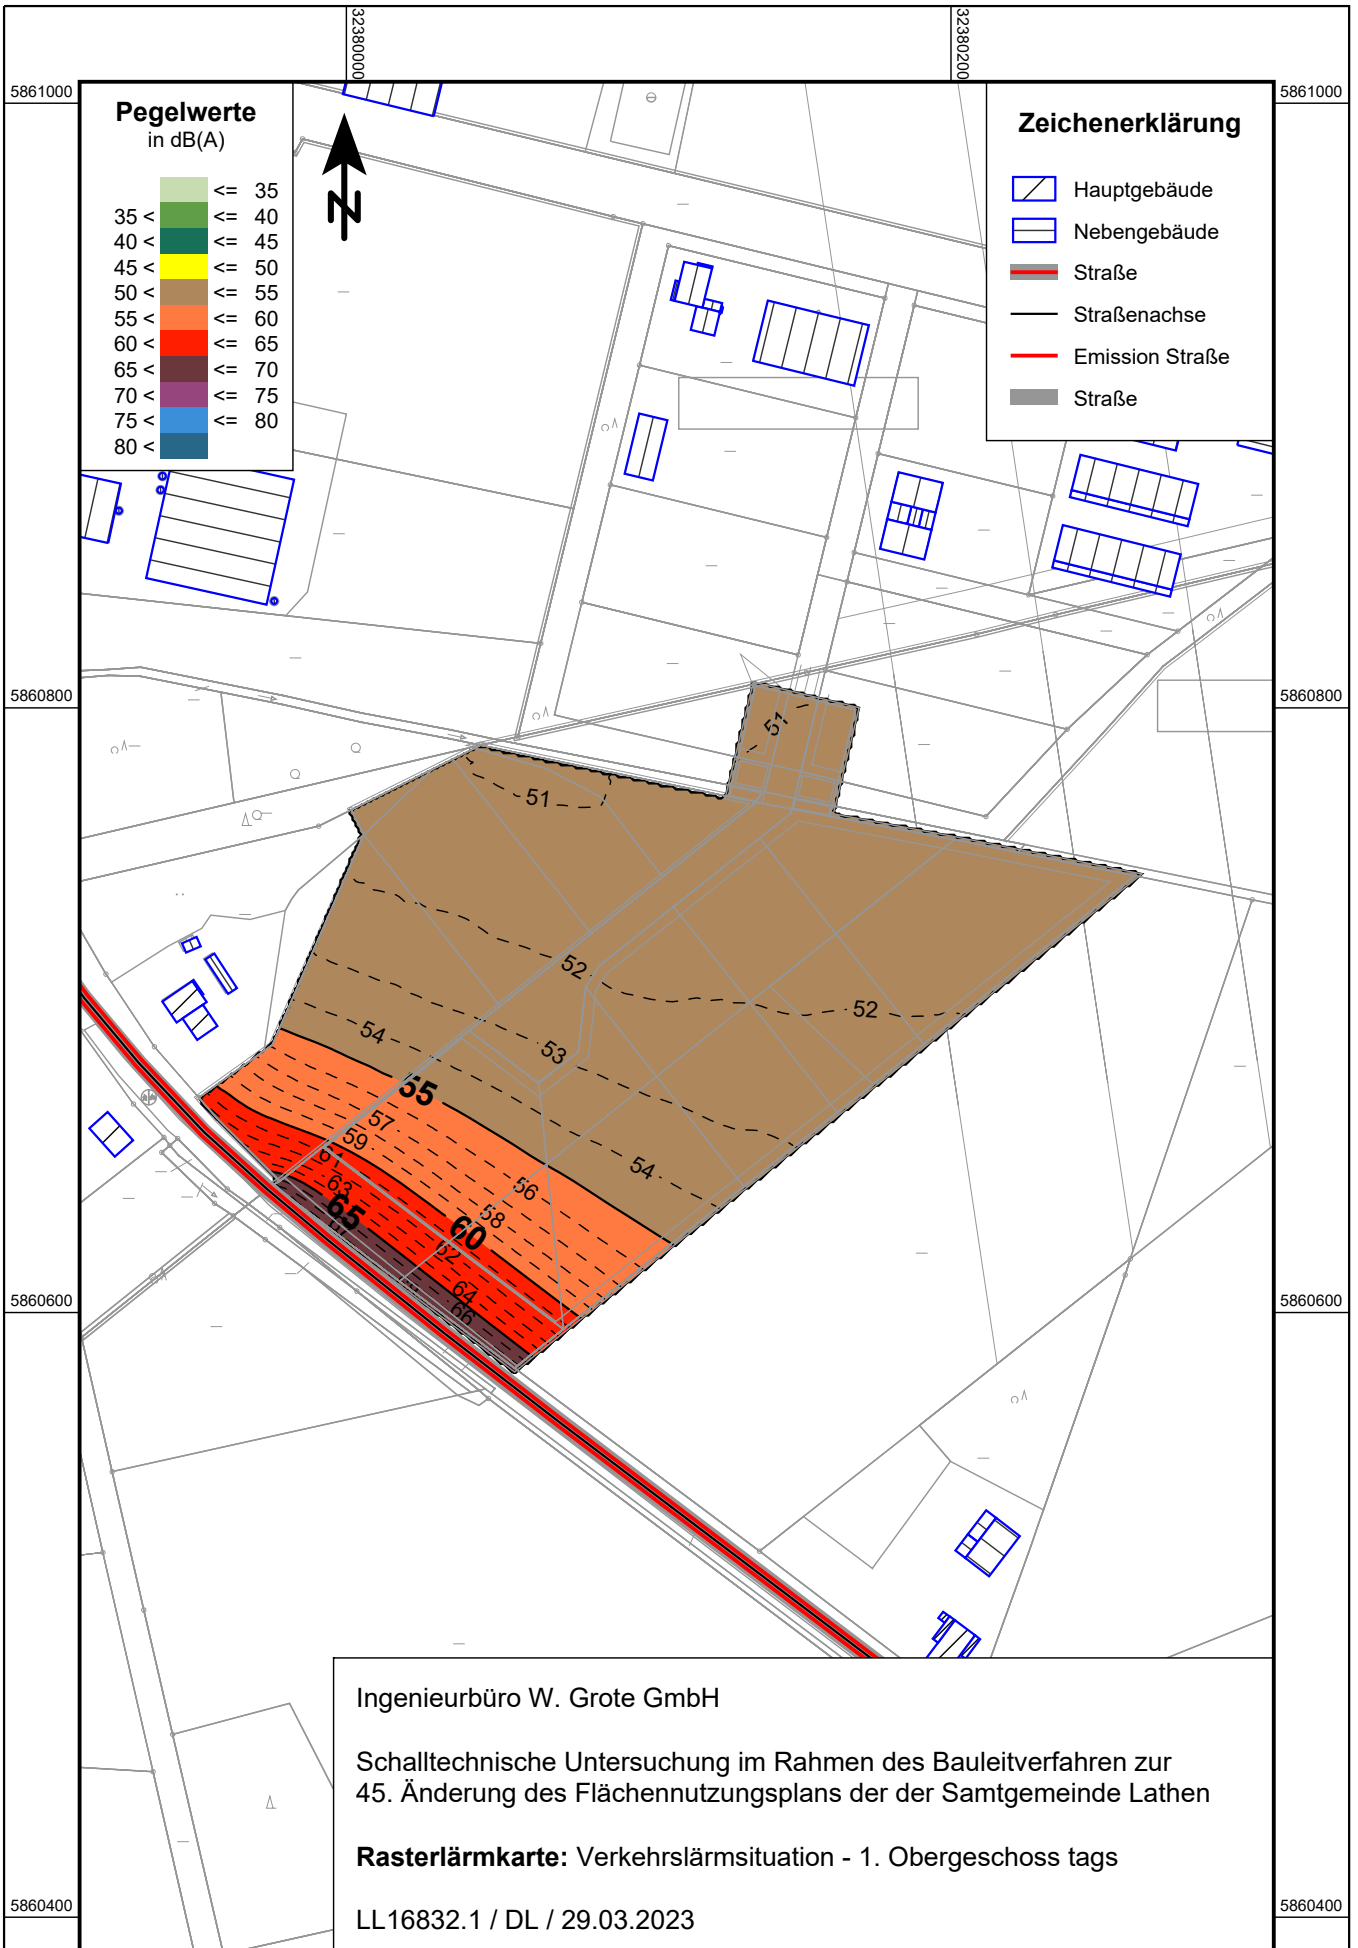 32380000
32380200
5861000
5861000
Pegelwerte
in dB(A)
<= 35
35 < <= 40
40 < <= 45
45 < <= 50
50 < <= 55
55 < <= 60
60 < <= 65
65 < <= 70
70 < <= 75
75 < <= 80
80 <
N
Zeichenerklärung
Hauptgebäude
Nebengebäude
Straße
Straßenachse
Emission Straße
Straße
5860800
5860800
51
51
52
52
53
54
54
55
56
57
58
59
60
61
62
63
64
65
66
5860600
5860600
Ingenieurbüro W. Grote GmbH
Schalltechnische Untersuchung im Rahmen des Bauleitverfahren zur
45. Änderung des Flächennutzungsplans der der Samtgemeinde Lathen
Rasterlärmkarte: Verkehrslärmsituation - 1. Obergeschoss tags
LL16832.1 / DL / 29.03.2023
5860400
5860400